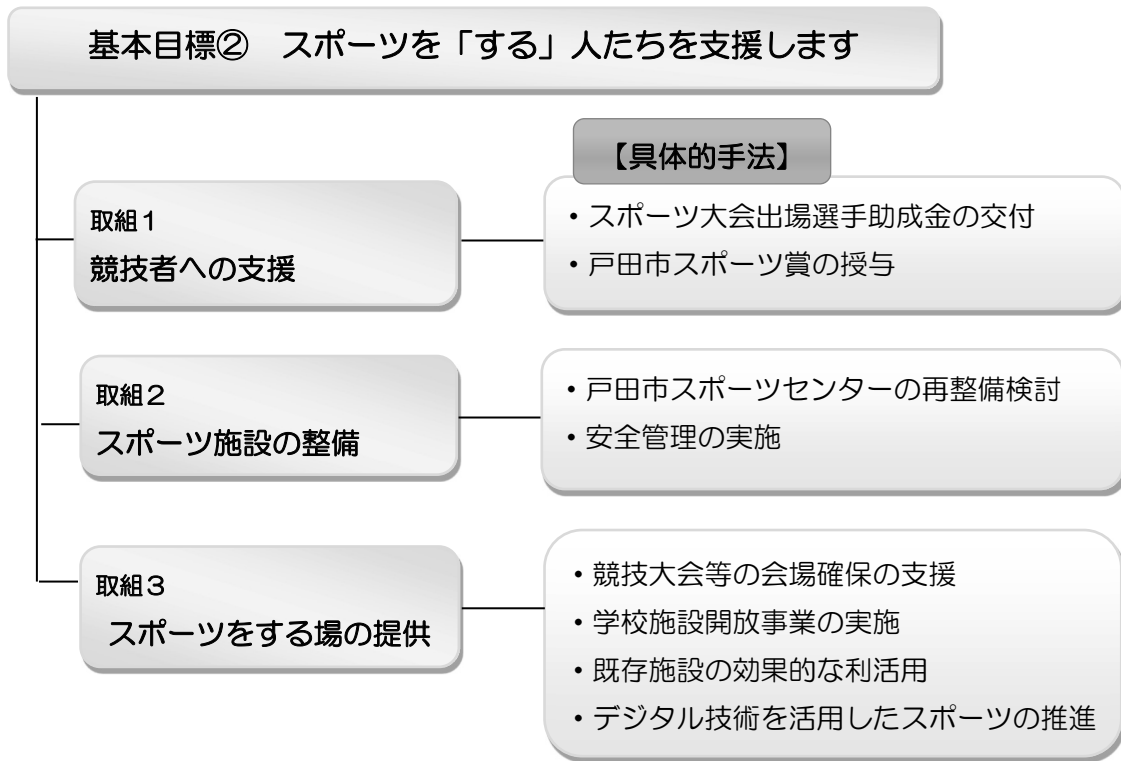 基本目標② スポーツを「する」人たちを支援します
【具体的手法】
取組１
競技者への支援
・スポーツ大会出場選手助成金の交付
・戸田市スポーツ賞の授与
取組２
スポーツ施設の整備
・戸田市スポーツセンターの再整備検討
・安全管理の実施
取組３
スポーツをする場の提供
・競技大会等の会場確保の支援
・学校施設開放事業の実施
・既存施設の効果的な利活用
・デジタル技術を活用したスポーツの推進